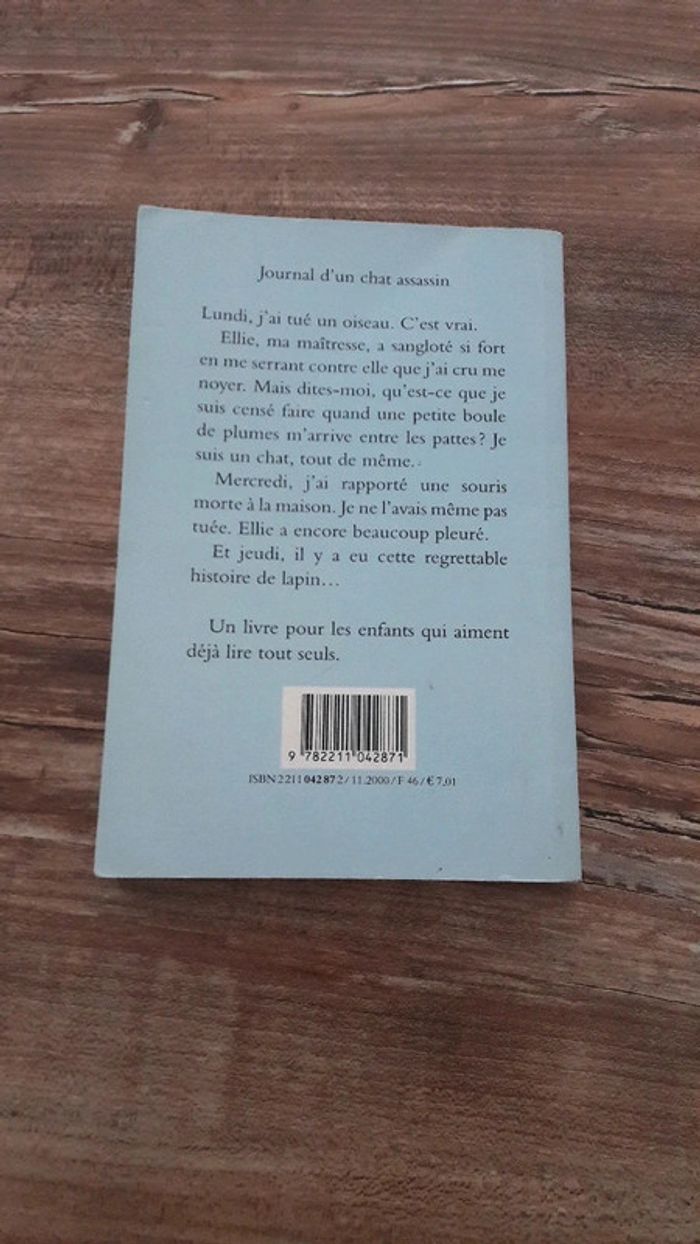 Journal d'un chat assassin
Lundi, j'ai tué un oiseau. C'est vrai.
Ellie, ma maîtresse, a sangloté si fort
en me serrant contre elle que j'ai cru me
noyer. Mais dites-moi, qu'est-ce que je
suis censé faire quand une petite boule
de plumes m'arrive entre les pattes ? Je
suis un chat, tout de même.
Mercredi, j'ai rapporté une souris
morte à la maison. Je ne l'avais même pas
tuée. Ellie a encore beaucoup pleuré.
Et jeudi, il y a eu cette regrettable
histoire de lapin…
Un livre pour les enfants qui aiment
déjà lire tout seuls.
9 782211 042871
ISBN 2211042872/11.2000/F 46/€ 7,01